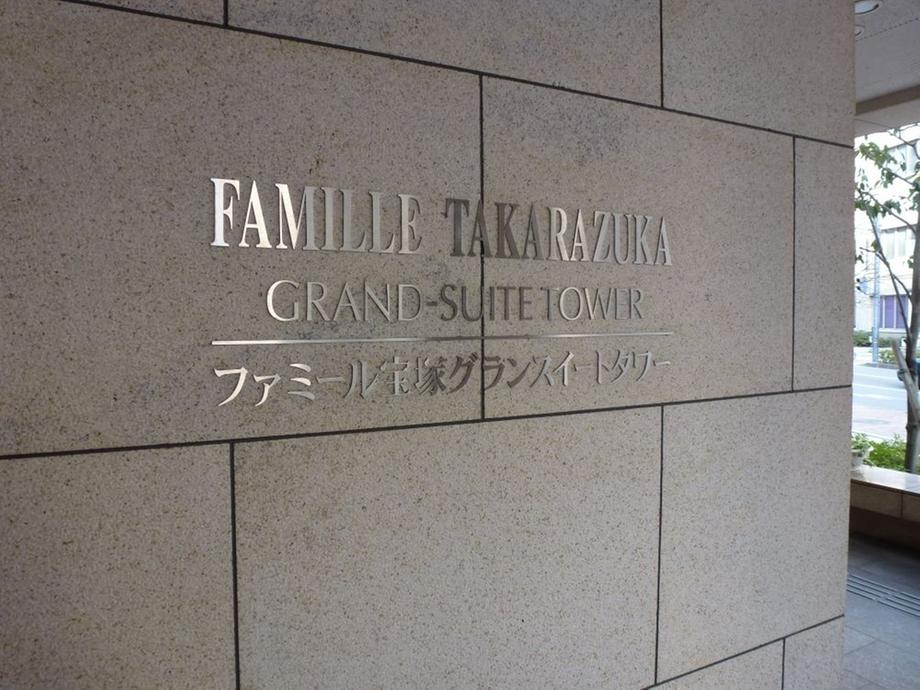 FAMILLE TAKARAZUKA
GRAND-SUITE TOWER
ファミール宝塚グランスイートタワー